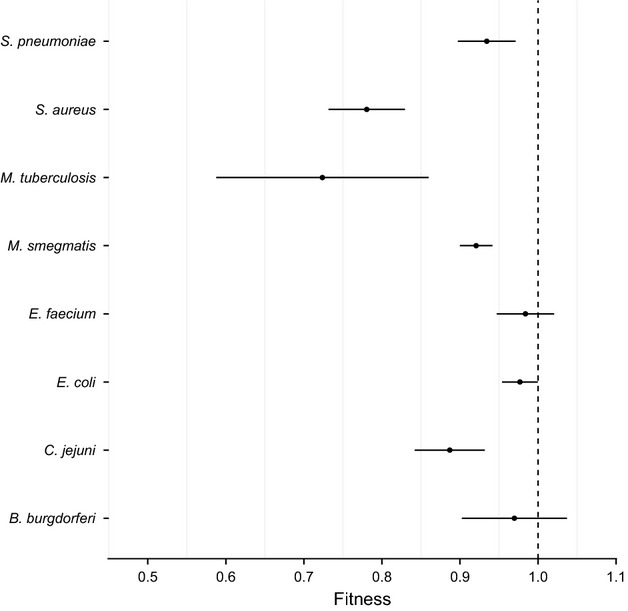 S. pneumoniae
S. aureus
M. tuberculosis
M. smegmatis
E. faecium
E. coli
C. jejuni
B. burgdorferi
0.5 0.6 0.7 0.8 0.9 1.0 1.1
Fitness